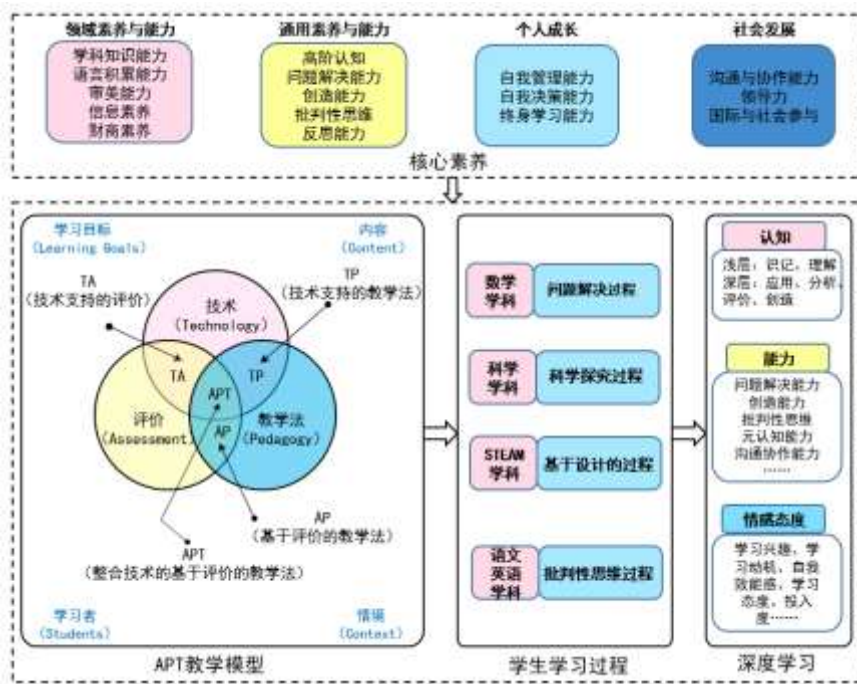 领域素养与能力
学科知识能力
语言积累能力
审美能力
信息素养
财商素养
通用素养与能力
高阶认知
问题解决能力
创造能力
批判性思维
反思能力
个人成长
自我管理能力
自我决策能力
终身学习能力
社会发展
沟通与协作能力
领导力
国际与社会参与
核心素养
学习目标
(Learning Goals)
内容
(Content)
TA
(技术支持的评价)
TP
(技术支持的教学法)
技术
(Technology)
TA
TP
APT
评价
(Assessment)
AP
教学法
(Pedagogy)
AP
(基于评价的教学法)
APT
(整合技术的基于评价的教学法)
学习者
(Students)
情境
(Context)
APT教学模型
数学
学科
问题解决过程
科学
学科
科学探究过程
STEAM
学科
基于设计的过程
语文
英语
学科
批判性思维过程
学生学习过程
认知
浅层：识记，理解
深层：应用、分析、
评价、创造
能力
问题解决能力
创造能力
批判性思维
元认知能力
沟通协作能力
……
情感态度
学习兴趣、学
习动机、自我
效能感、学习
态度、投入
度……
深度学习